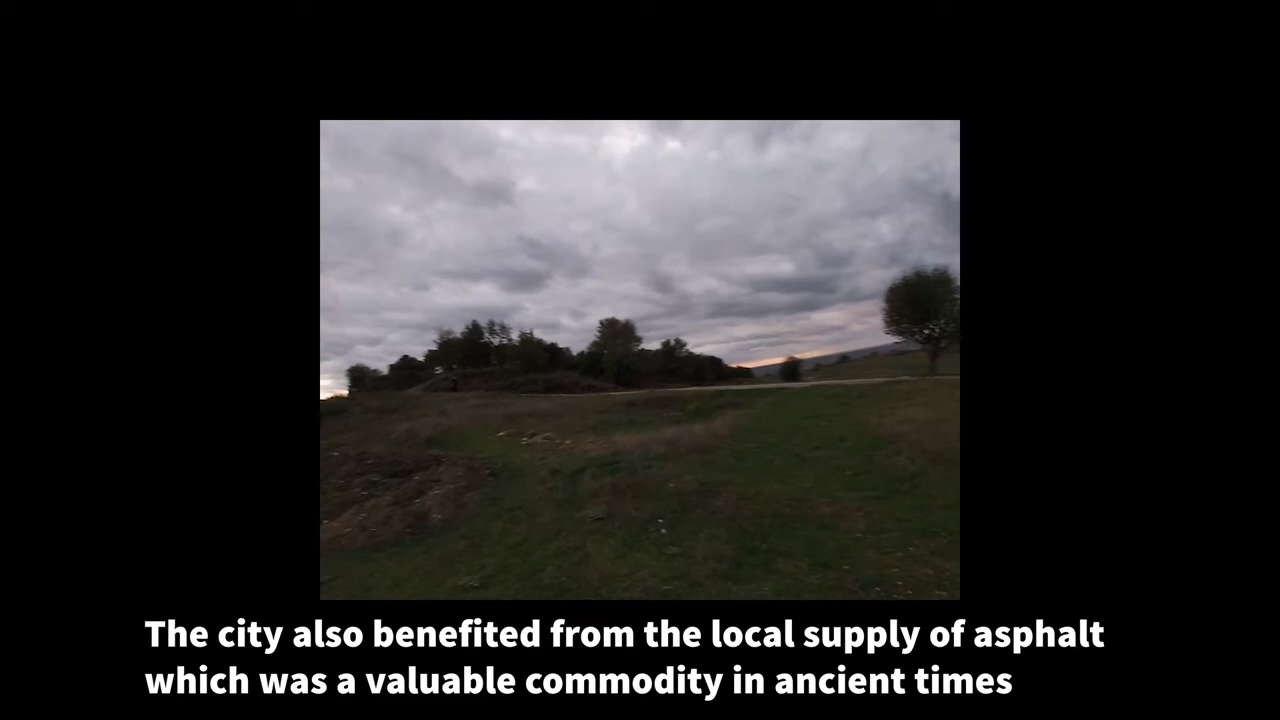 The city also benefited from the local supply of asphalt
which was a valuable commodity in ancient times